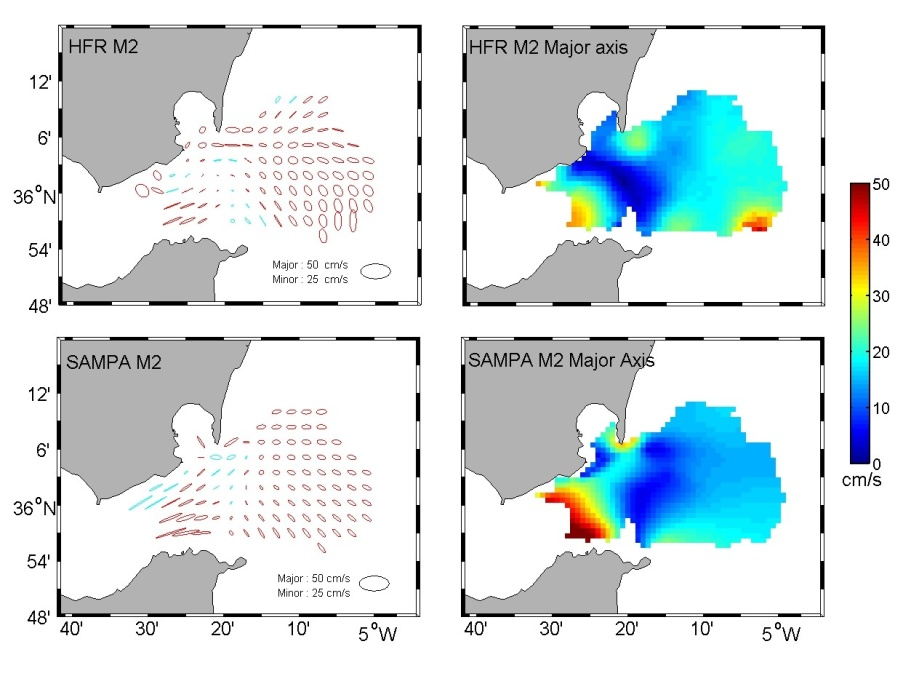 HFR M2
12'
6'
36°N
54'
48'
Major : 50 cm/s
Minor : 25 cm/s
HFR M2 Major axis
SAMPA M2
12'
6'
36°N
54'
48'
Major : 50 cm/s
Minor : 25 cm/s
40' 30' 20' 10' 5°W
SAMPA M2 Major Axis
30' 20' 10' 5°W
50
40
30
20
10
0
cm/s